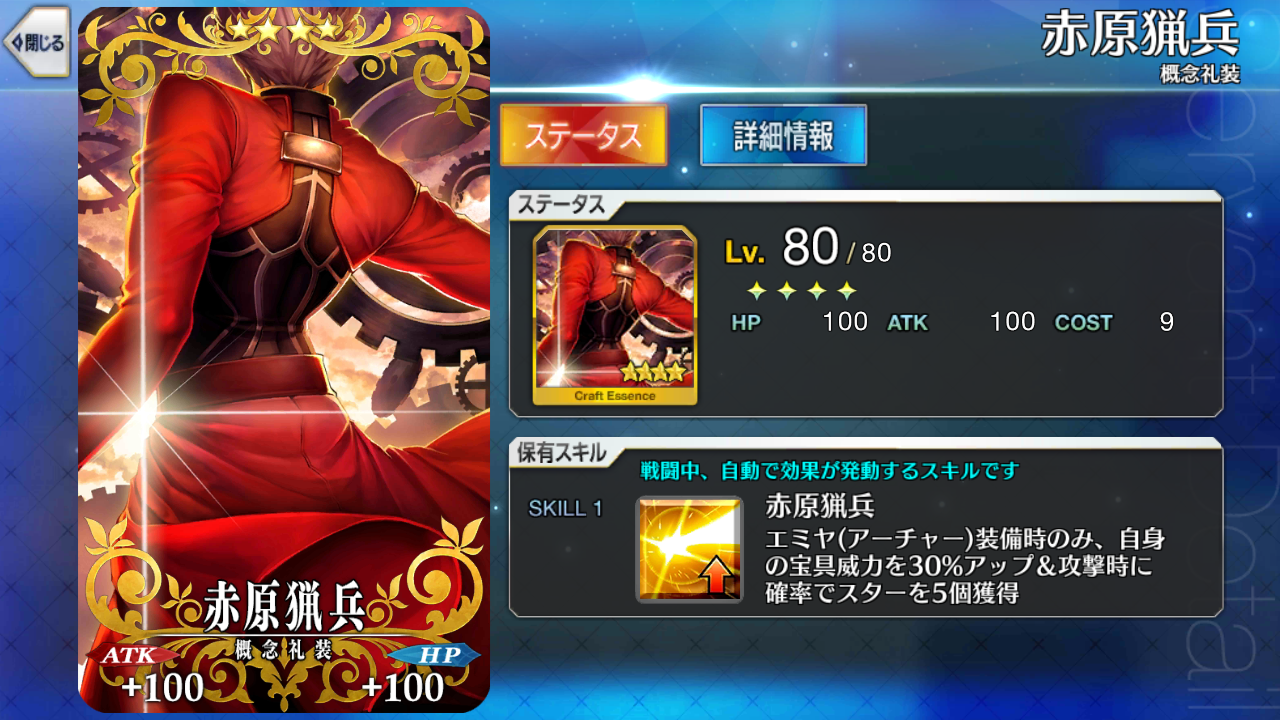 閉じる
赤原猟兵
概念礼装
ステータス
詳細情報
ステータス
Lv. 80/80
HP 100 ATK 100 COST 9
Craft Essence
保有スキル
戦闘中、自動で効果が発動するスキルです
SKILL 1
赤原猟兵
エミヤ(アーチャー)装備時のみ、自身
の宝具威力を30%アップ&攻撃時に
確率でスターを5個獲得
赤原猟兵
概念礼装
ATK HP
+100 +100